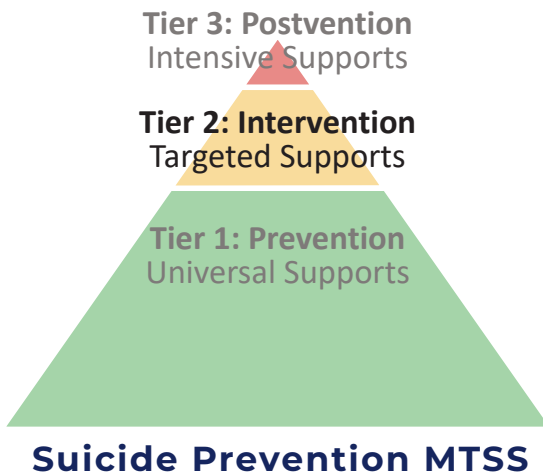 Tier 3: Postvention
Intensive Supports
Tier 2: Intervention
Targeted Supports
Tier 1: Prevention
Universal Supports
Suicide Prevention MTSS